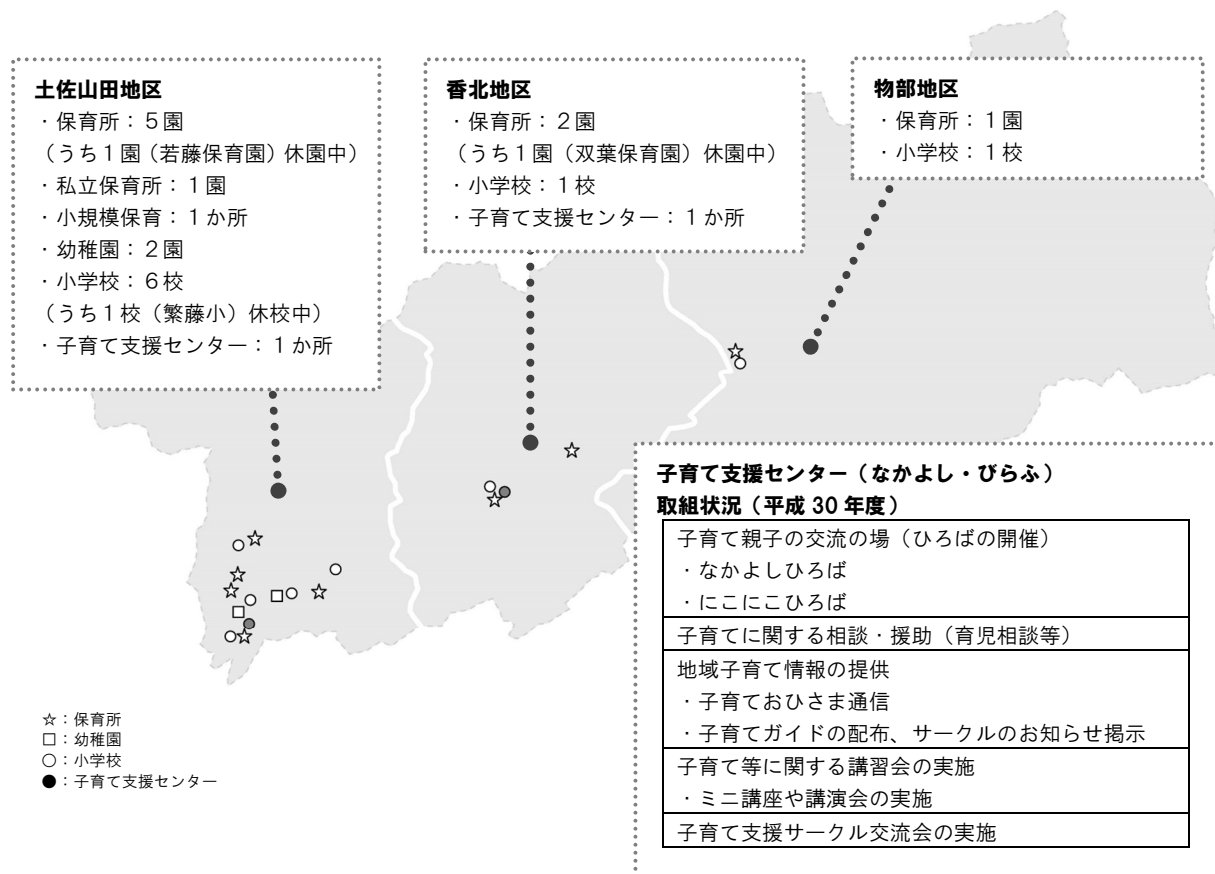 土佐山田地区
・保育所：５園
（うち１園（若藤保育園）休園中）
・私立保育所：１園
・小規模保育：１か所
・幼稚園：２園
・小学校：６校
（うち１校（繁藤小）休校中）
・子育て支援センター：１か所
香北地区
・保育所：２園
（うち１園（双葉保育園）休園中）
・小学校：１校
・子育て支援センター：１か所
物部地区
・保育所：１園
・小学校：１校
子育て支援センター（なかよし・びらふ）
取組状況（平成 30 年度）
子育て親子の交流の場（ひろばの開催）
・なかよしひろば
・にこにこひろば
子育てに関する相談・援助（育児相談等）
地域子育て情報の提供
・子育ておひさま通信
・子育てガイドの配布、サークルのお知らせ掲示
子育て等に関する講習会の実施
・ミニ講座や講演会の実施
子育て支援サークル交流会の実施
☆：保育所
□：幼稚園
○：小学校
●：子育て支援センター